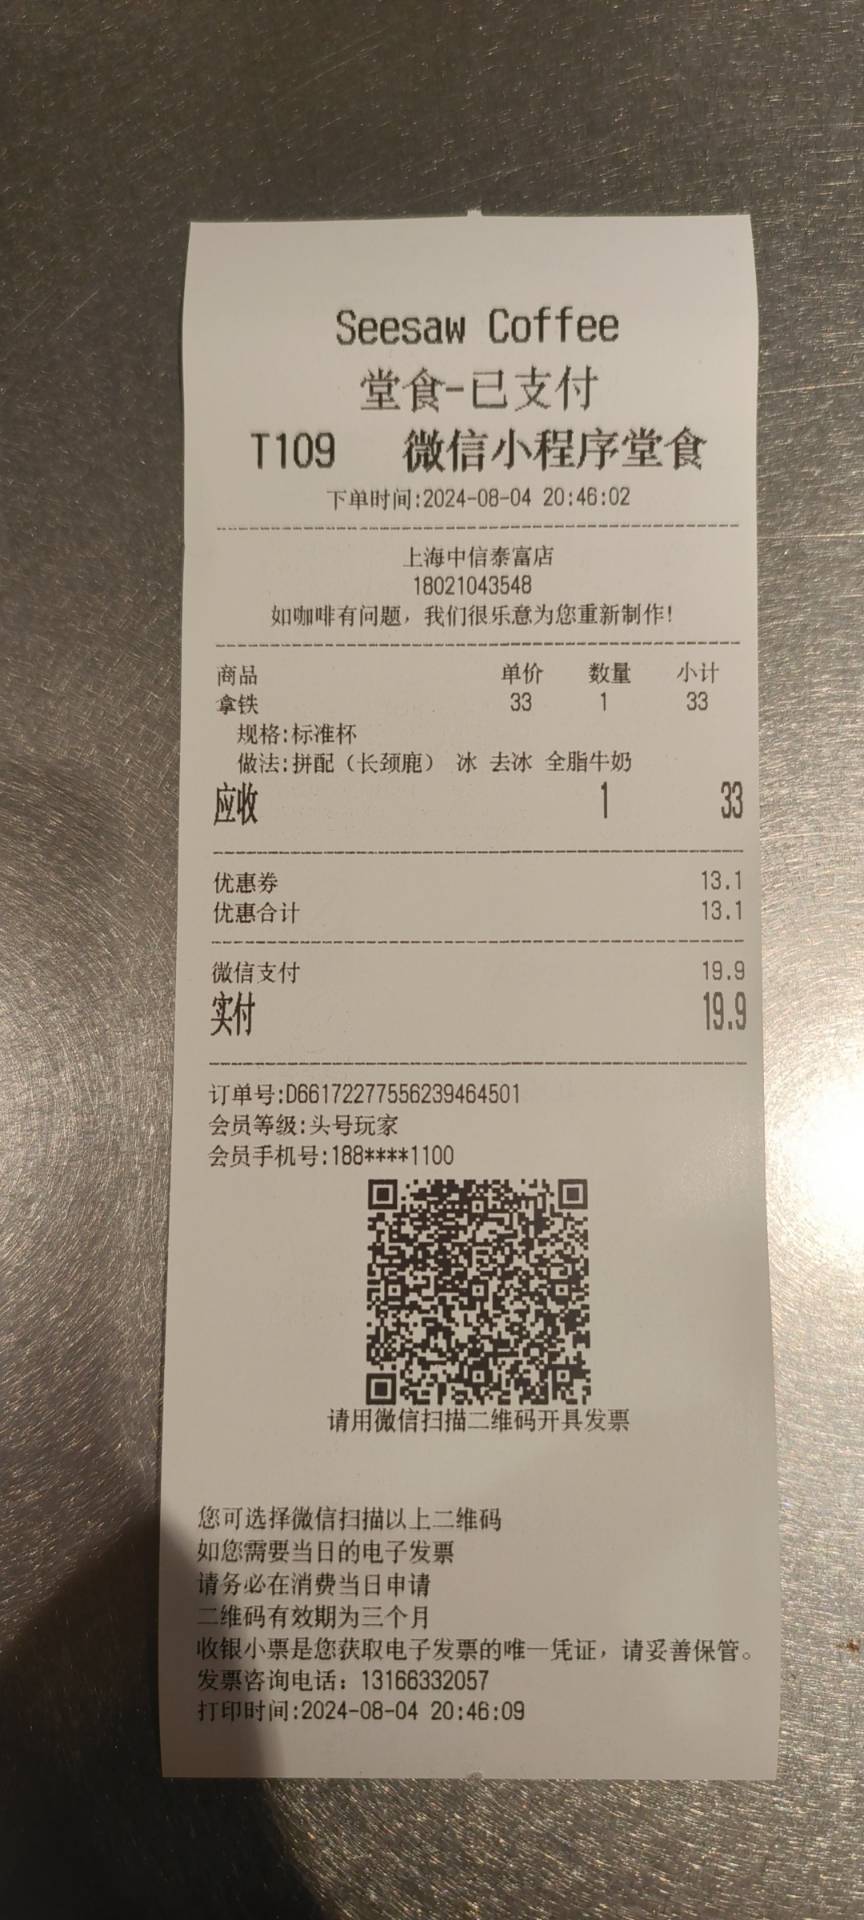 Seesaw Coffee
堂食-已支付
T109 微信小程序堂食
下单时间:2024-08-04 20:46:02
上海中信泰富店
18021043548
如咖啡有问题，我们很乐意为您重新制作!
商品 单价 数量 小计
拿铁 33 1 33
规格:标准杯
做法:拼配（长颈鹿） 冰 去冰 全脂牛奶
应收 1 33
优惠券 13.1
优惠合计 13.1
微信支付 19.9
实付 19.9
订单号:D661722775562394645​01
会员等级:头号玩家
会员手机号:188****1100
请用微信扫描二维码开具发票
您可选择微信扫描以上二维码
如您需要当日的电子发票
请务必在消费当日申请
二维码有效期为三个月
收银小票是您获取电子发票的唯一凭证，请妥善保管。
发票咨询电话：13166332057
打印时间:2024-08-04 20:46:09